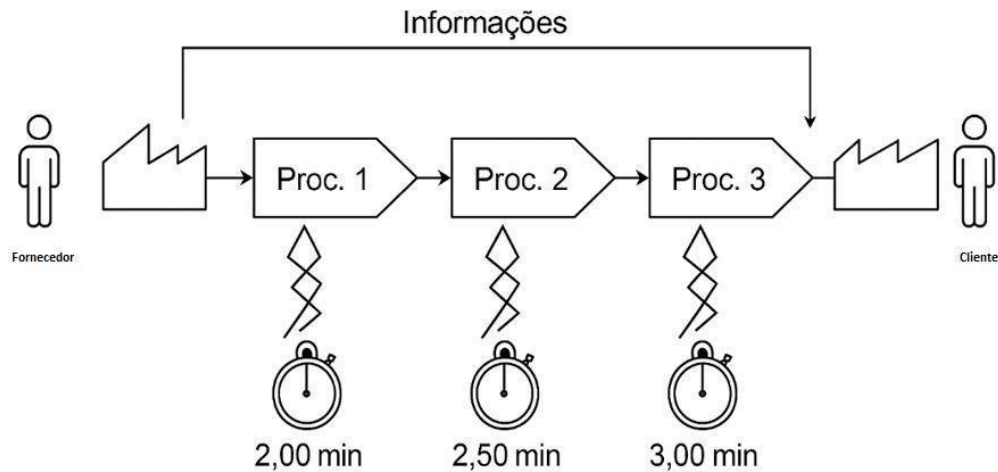 Informações
Proc. 1
Proc. 2
Proc. 3
Fornecedor
Cliente
2,00 min
2,50 min
3,00 min